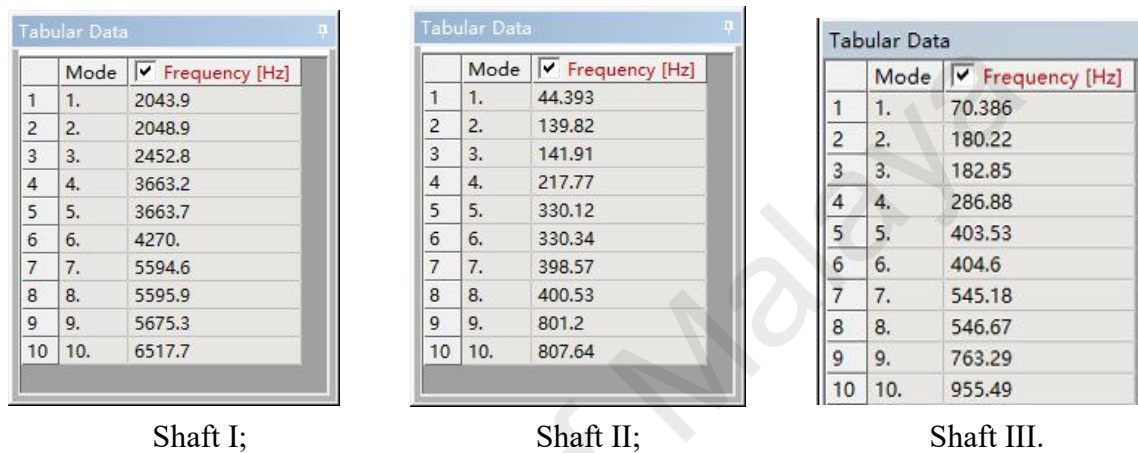 Tabular Data
Mode Frequency [Hz]
1 1. 2043.9
2 2. 2048.9
3 3. 2452.8
4 4. 3663.2
5 5. 3663.7
6 6. 4270.
7 7. 5594.6
8 8. 5595.9
9 9. 5675.3
10 10. 6517.7
Shaft I;
Tabular Data
Mode Frequency [Hz]
1 1. 44.393
2 2. 139.82
3 3. 141.91
4 4. 217.77
5 5. 330.12
6 6. 330.34
7 7. 398.57
8 8. 400.53
9 9. 801.2
10 10. 807.64
Shaft II;
Tabular Data
Mode Frequency [Hz]
1 1. 70.386
2 2. 180.22
3 3. 182.85
4 4. 286.88
5 5. 403.53
6 6. 404.6
7 7. 545.18
8 8. 546.67
9 9. 763.29
10 10. 955.49
Shaft III.
of Malaya